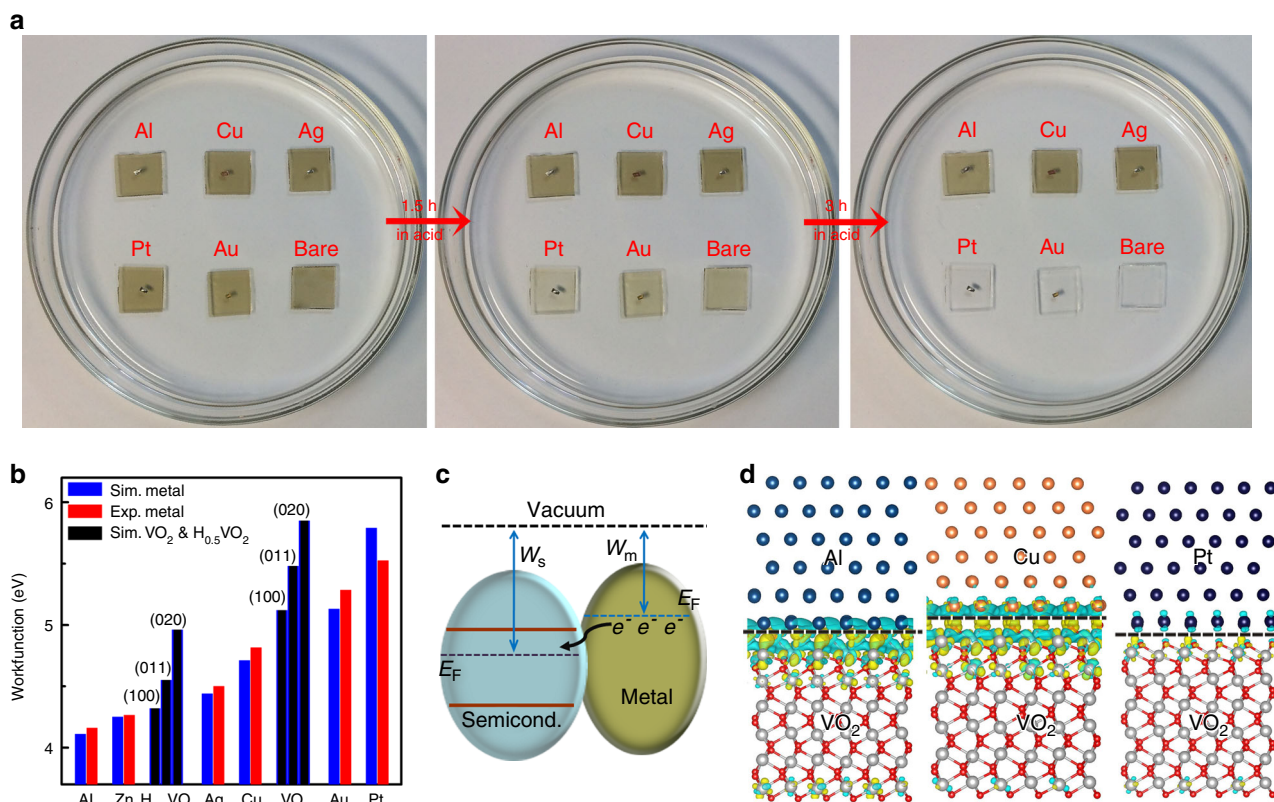 a
Al Cu Ag
Pt Au Bare
1.5 h
in acid
Al Cu Ag
Pt Au Bare
3 h
in acid
Al Cu Ag
Pt Au Bare
b
Workfunction (eV)
6
5
4
Sim. metal
Exp. metal
Sim. VO2 & H0.5VO2
(020)
(011)
(100)
(020)
(011)
(100)
Al Zn H VO Ag Cu VO Au Pt
c
Vacuum
Ws
Wm
EF
e- e- e-
EF
Metal
Semicond.
d
Al Cu Pt
VO2 VO2 VO2